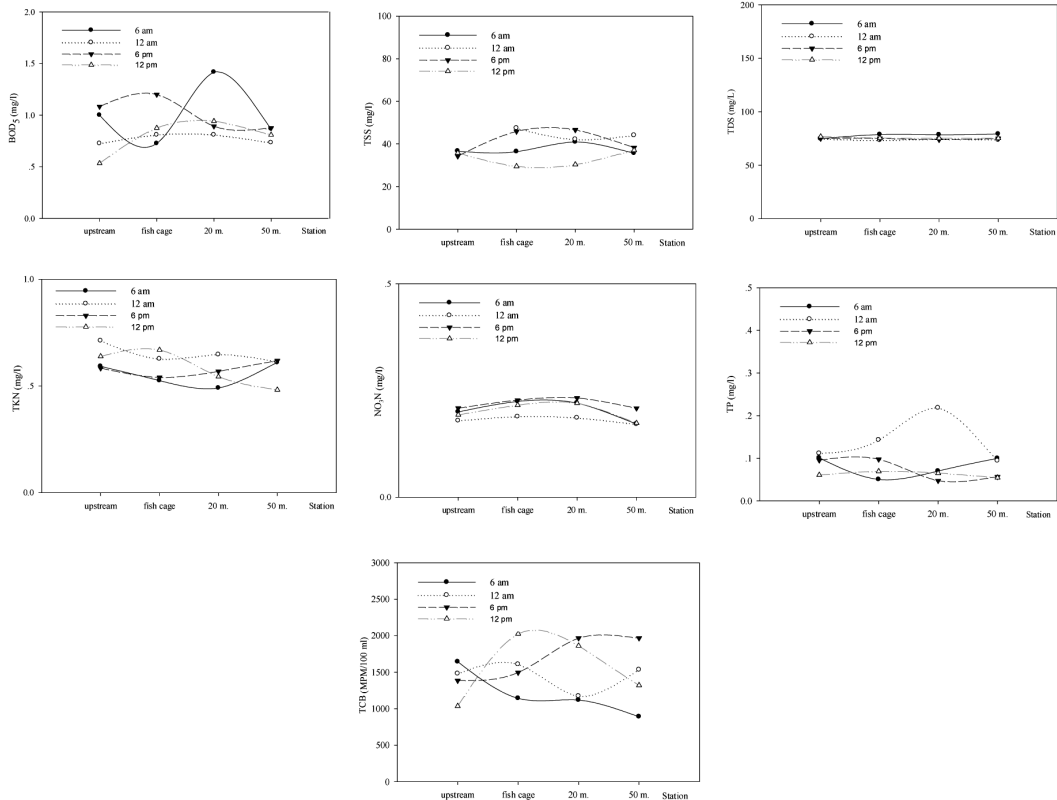 BOD5 (mg/l)
2.0
1.5
1.0
0.5
0.0
6 am
12 am
6 pm
12 pm
upstream fish cage 20 m. 50 m. Station
TSS (mg/l)
100
80
60
40
20
0
6 am
12 am
6 pm
12 pm
upstream fish cage 20 m. 50 m. Station
TDS (mg/L)
200
150
100
50
0
6 am
12 am
6 pm
12 pm
upstream fish cage 20 m. 50 m. Station
TKN (mg/l)
1.0
.5
0.0
6 am
12 am
6 pm
12 pm
upstream fish cage 20 m. 50 m. Station
NO3N (mg/l)
.5
0.0
6 am
12 am
6 pm
12 pm
upstream fish cage 20 m. 50 m. Station
TP (mg/l)
.5
.4
.3
.2
.1
0.0
6 am
12 am
6 pm
12 pm
upstream fish cage 20 m. 50 m. Station
TCB (MPM/100 ml)
3000
2500
2000
1500
1000
500
0
6 am
12 am
6 pm
12 pm
upstream fish cage 20 m. 50 m. Station